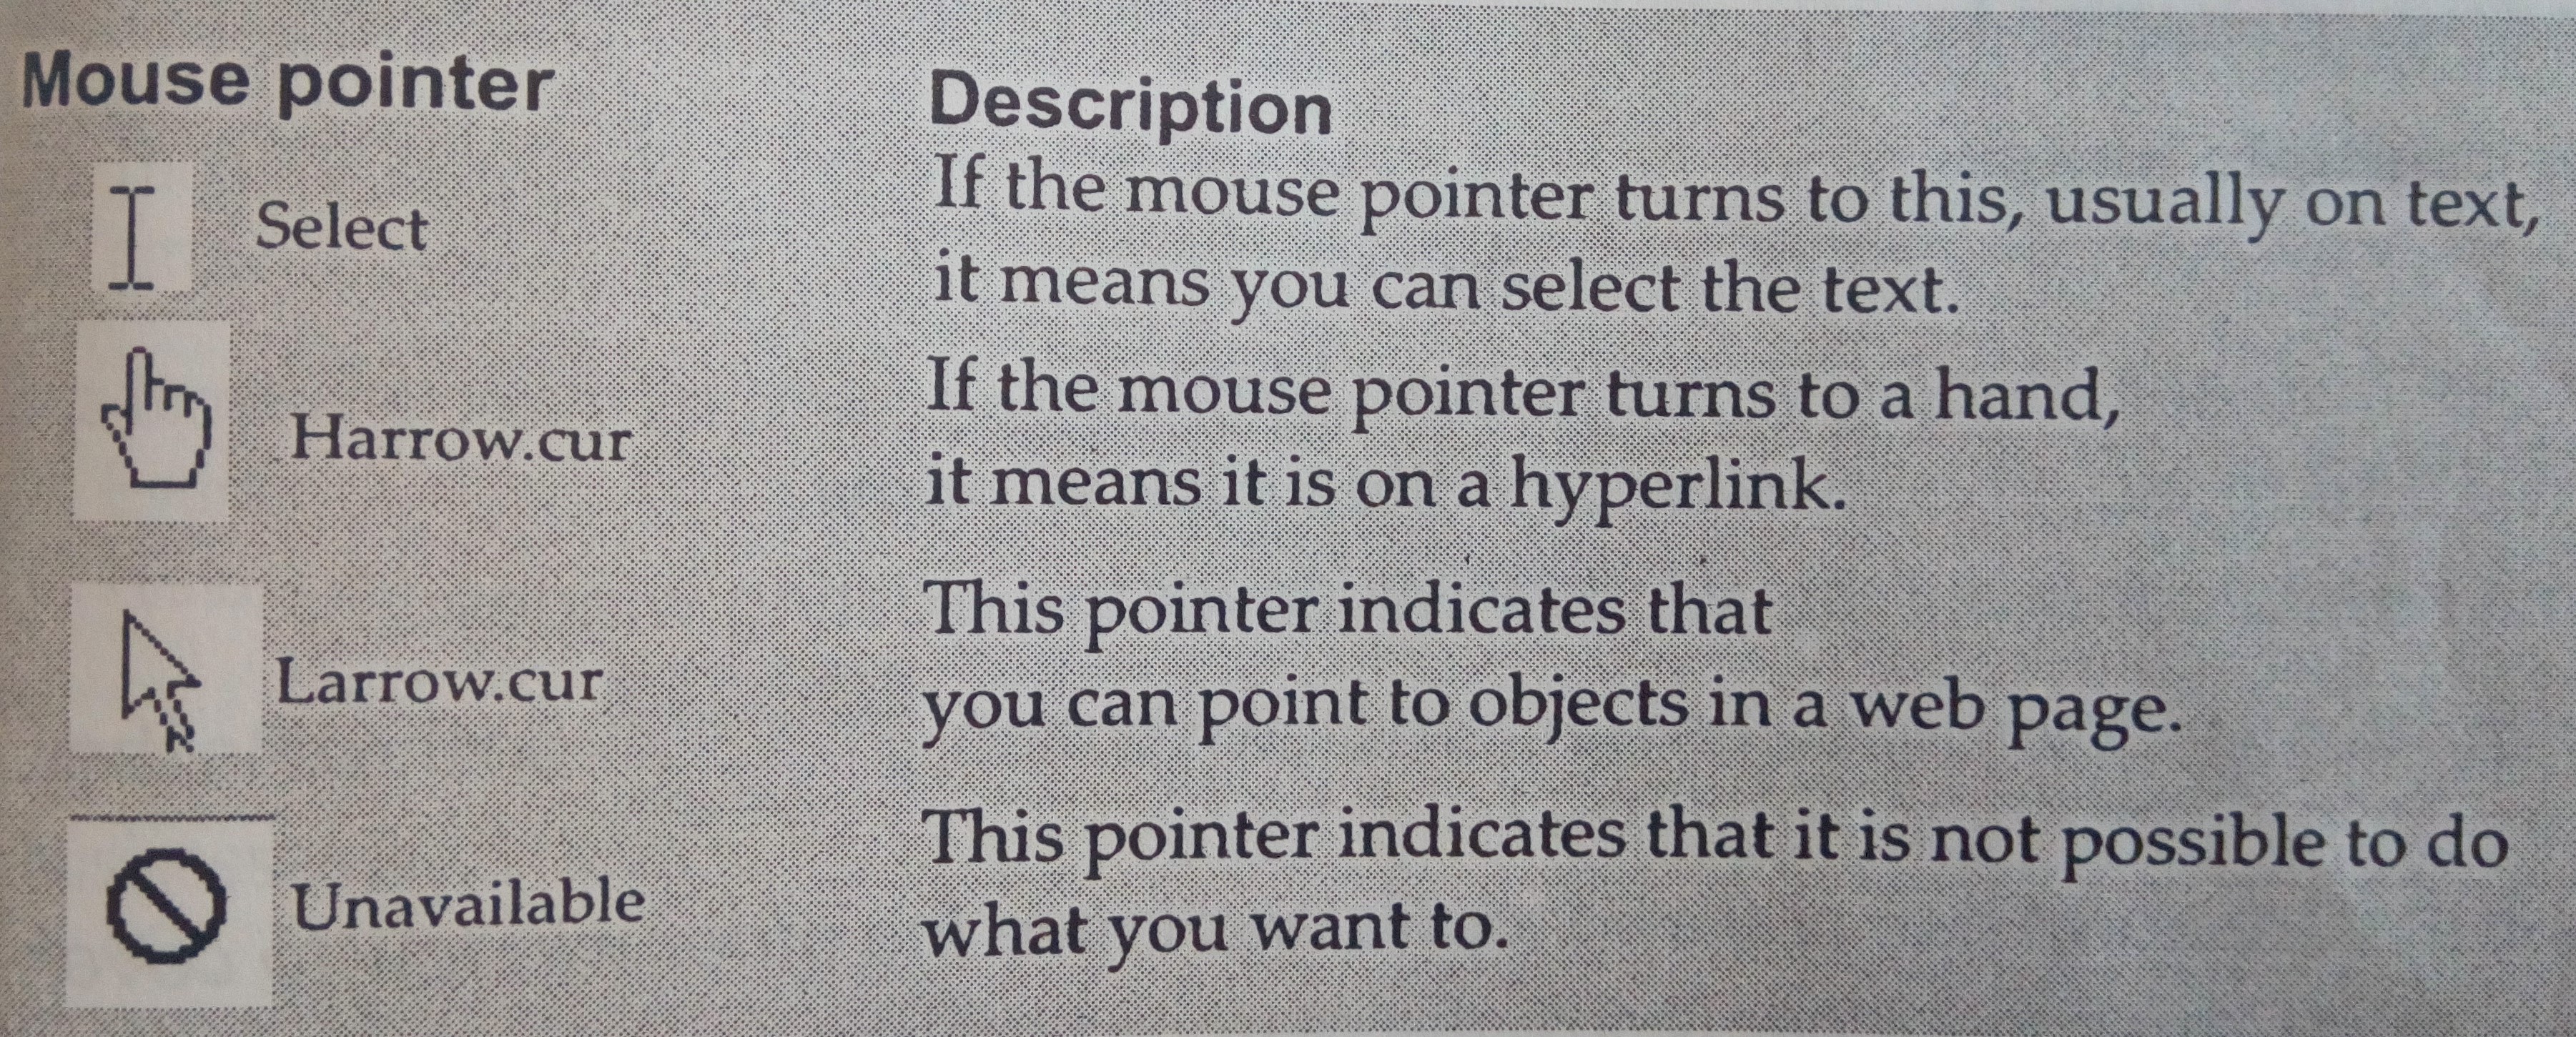 Mouse pointer
Description
Select
If the mouse pointer turns to this, usually on text,
it means you can select the text.
Harrow.cur
If the mouse pointer turns to a hand,
it means it is on a hyperlink.
Larrow.cur
This pointer indicates that
you can point to objects in a web page.
Unavailable
This pointer indicates that it is not possible to do
what you want to.